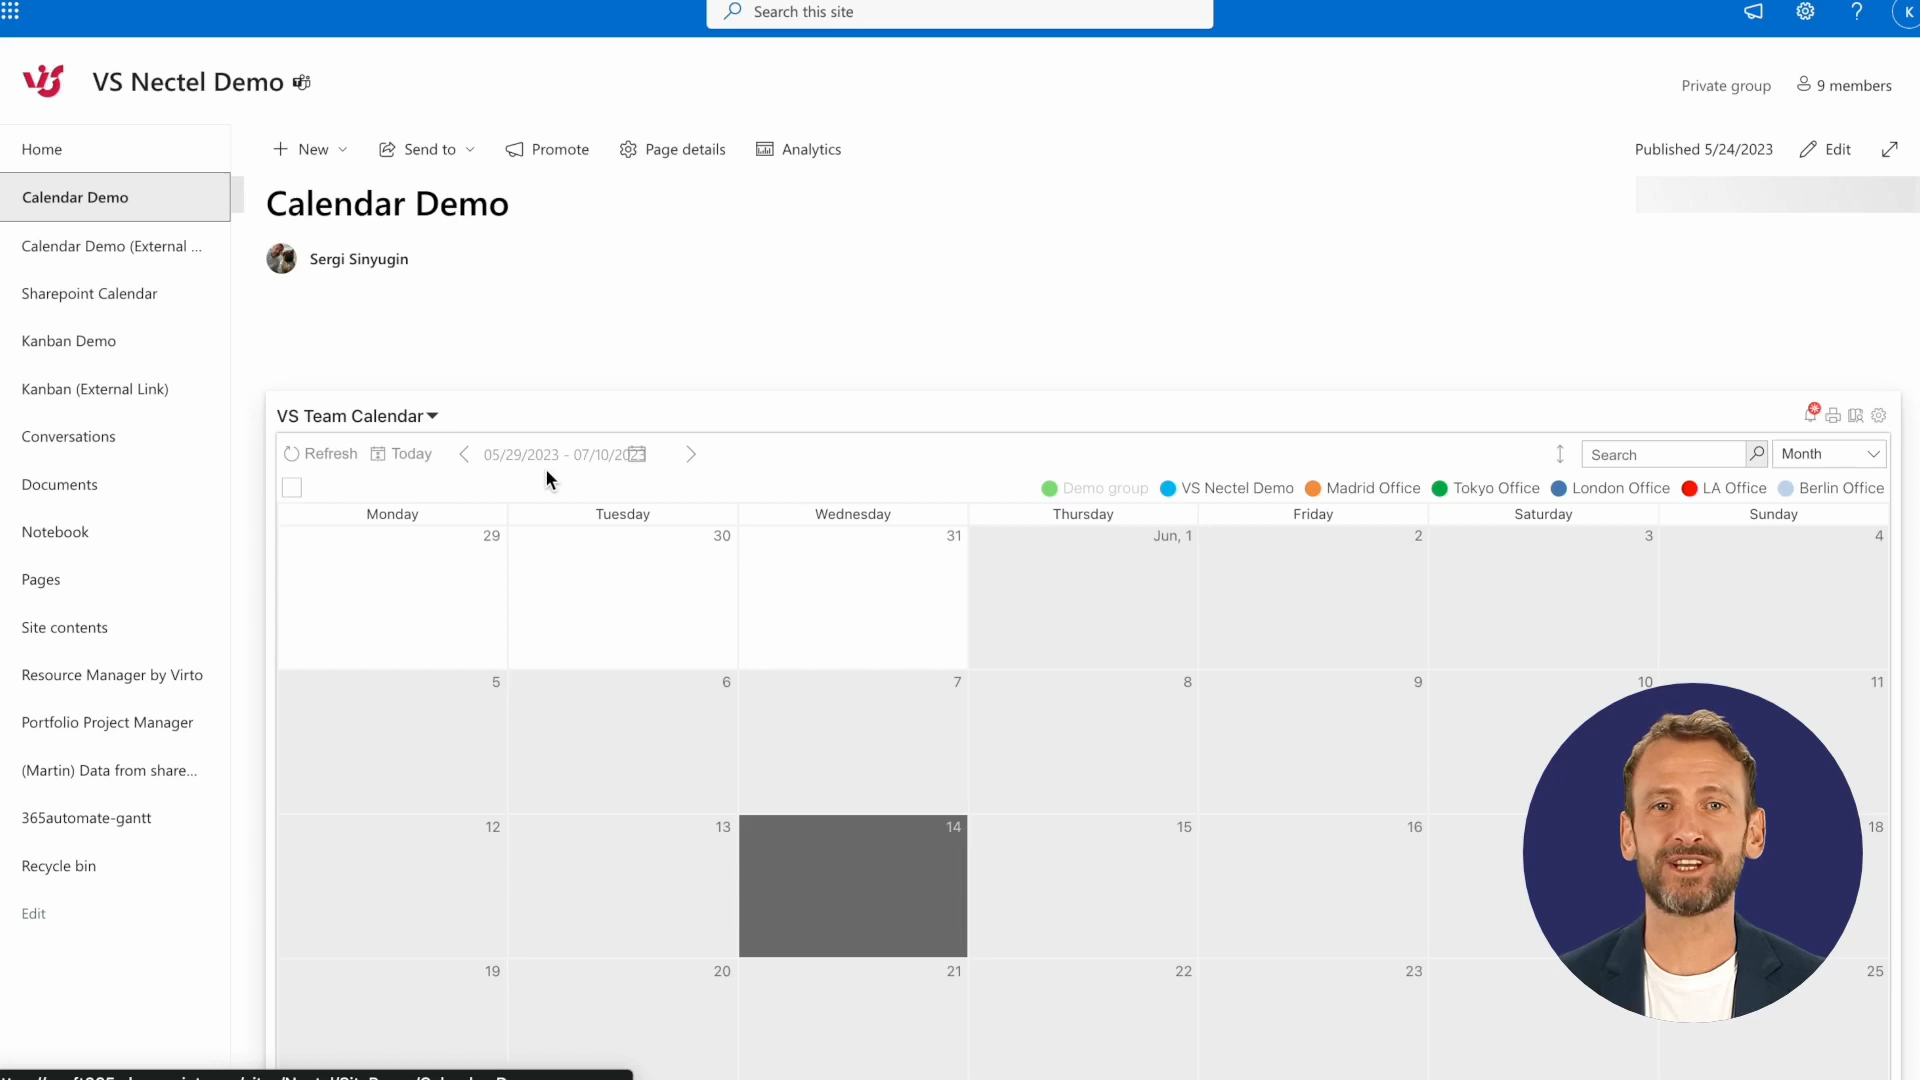 Search this site
K
VS Nectel Demo
Private group 9 members
Home
Calendar Demo
Calendar Demo (External ...
Sharepoint Calendar
Kanban Demo
Kanban (External Link)
Conversations
Documents
Notebook
Pages
Site contents
Resource Manager by Virto
Portfolio Project Manager
(Martin) Data from share...
365automate-gantt
Recycle bin
Edit
New Send to Promote Page details Analytics
Published 5/24/2023 Edit
Calendar Demo
Sergi Sinyugin
VS Team Calendar
Refresh Today 05/29/2023 - 07/10/2023 Search Month
Demo group VS Nectel Demo Madrid Office Tokyo Office London Office LA Office Berlin Office
Monday Tuesday Wednesday Thursday Friday Saturday Sunday
29 30 31 Jun, 1 2 3 4
5 6 7 8 9 10 11
12 13 14 15 16 18
19 20 21 22 23 25